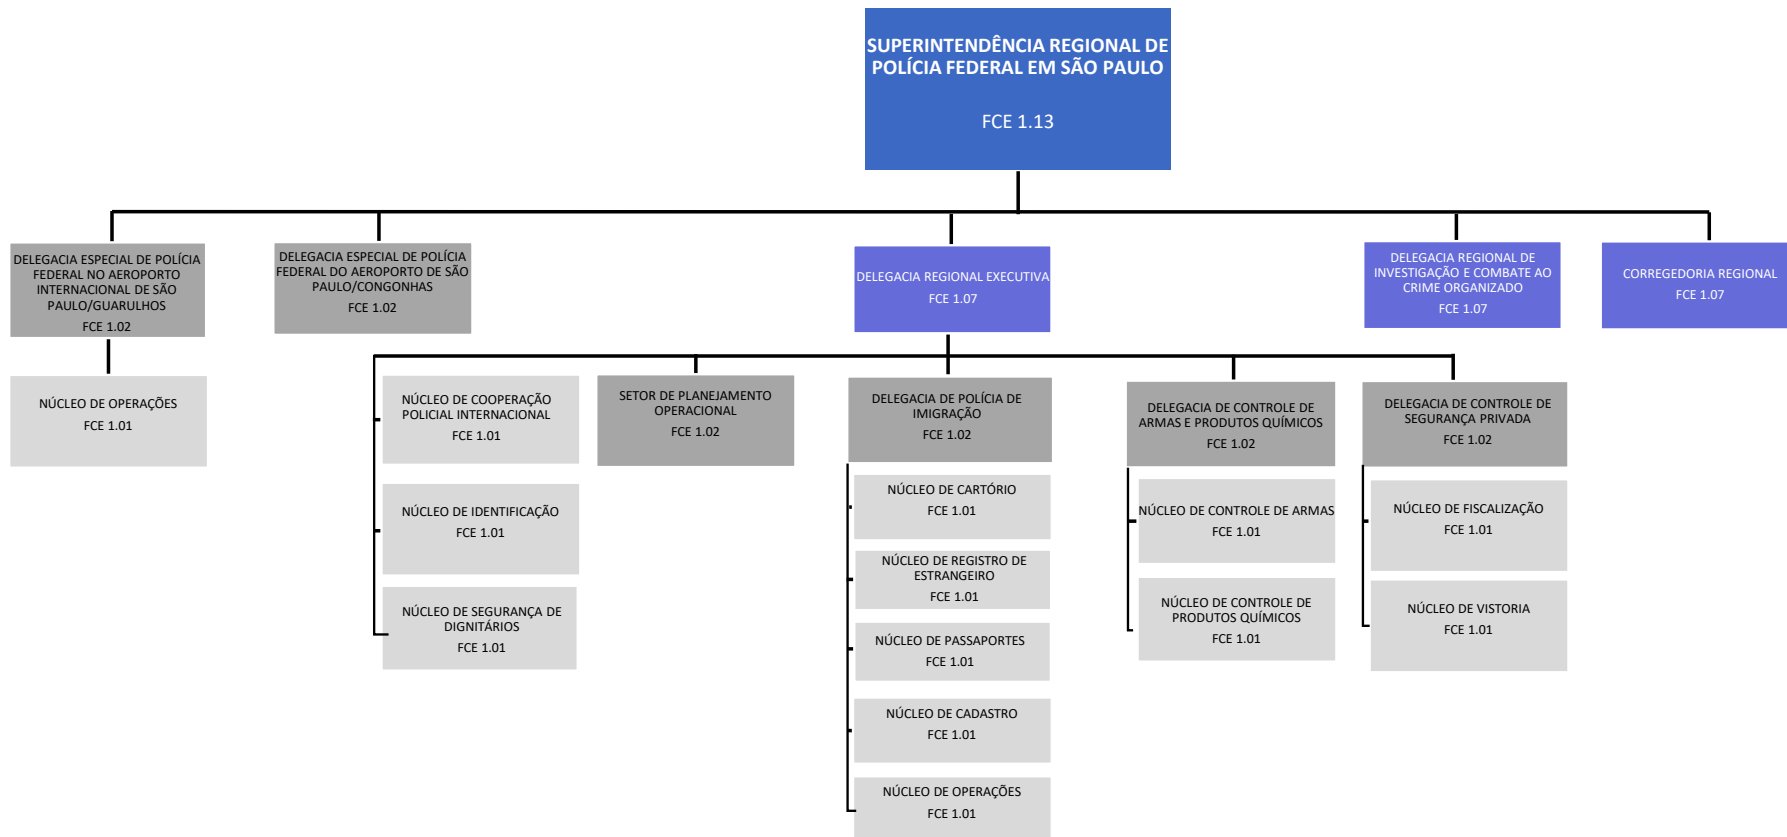 SUPERINTENDÊNCIA REGIONAL DE
POLÍCIA FEDERAL EM SÃO PAULO
FCE 1.13
DELEGACIA ESPECIAL DE POLÍCIA
FEDERAL NO AEROPORTO
INTERNACIONAL DE SÃO
PAULO/GUARULHOS
FCE 1.02
DELEGACIA ESPECIAL DE POLÍCIA
FEDERAL DO AEROPORTO DE SÃO
PAULO/CONGONHAS
FCE 1.02
DELEGACIA REGIONAL EXECUTIVA
FCE 1.07
DELEGACIA REGIONAL DE
INVESTIGAÇÃO E COMBATE AO
CRIME ORGANIZADO
FCE 1.07
CORREGEDORIA REGIONAL
FCE 1.07
NÚCLEO DE OPERAÇÕES
FCE 1.01
NÚCLEO DE COOPERAÇÃO
POLICIAL INTERNACIONAL
FCE 1.01
NÚCLEO DE IDENTIFICAÇÃO
FCE 1.01
NÚCLEO DE SEGURANÇA DE
DIGNITÁRIOS
FCE 1.01
SETOR DE PLANEJAMENTO
OPERACIONAL
FCE 1.02
DELEGACIA DE POLÍCIA DE
IMIGRAÇÃO
FCE 1.02
NÚCLEO DE CARTÓRIO
FCE 1.01
NÚCLEO DE REGISTRO DE
ESTRANGEIRO
FCE 1.01
NÚCLEO DE PASSAPORTES
FCE 1.01
NÚCLEO DE CADASTRO
FCE 1.01
NÚCLEO DE OPERAÇÕES
FCE 1.01
DELEGACIA DE CONTROLE DE
ARMAS E PRODUTOS QUÍMICOS
FCE 1.02
NÚCLEO DE CONTROLE DE ARMAS
FCE 1.01
NÚCLEO DE CONTROLE DE
PRODUTOS QUÍMICOS
FCE 1.01
DELEGACIA DE CONTROLE DE
SEGURANÇA PRIVADA
FCE 1.02
NÚCLEO DE FISCALIZAÇÃO
FCE 1.01
NÚCLEO DE VISTORIA
FCE 1.01